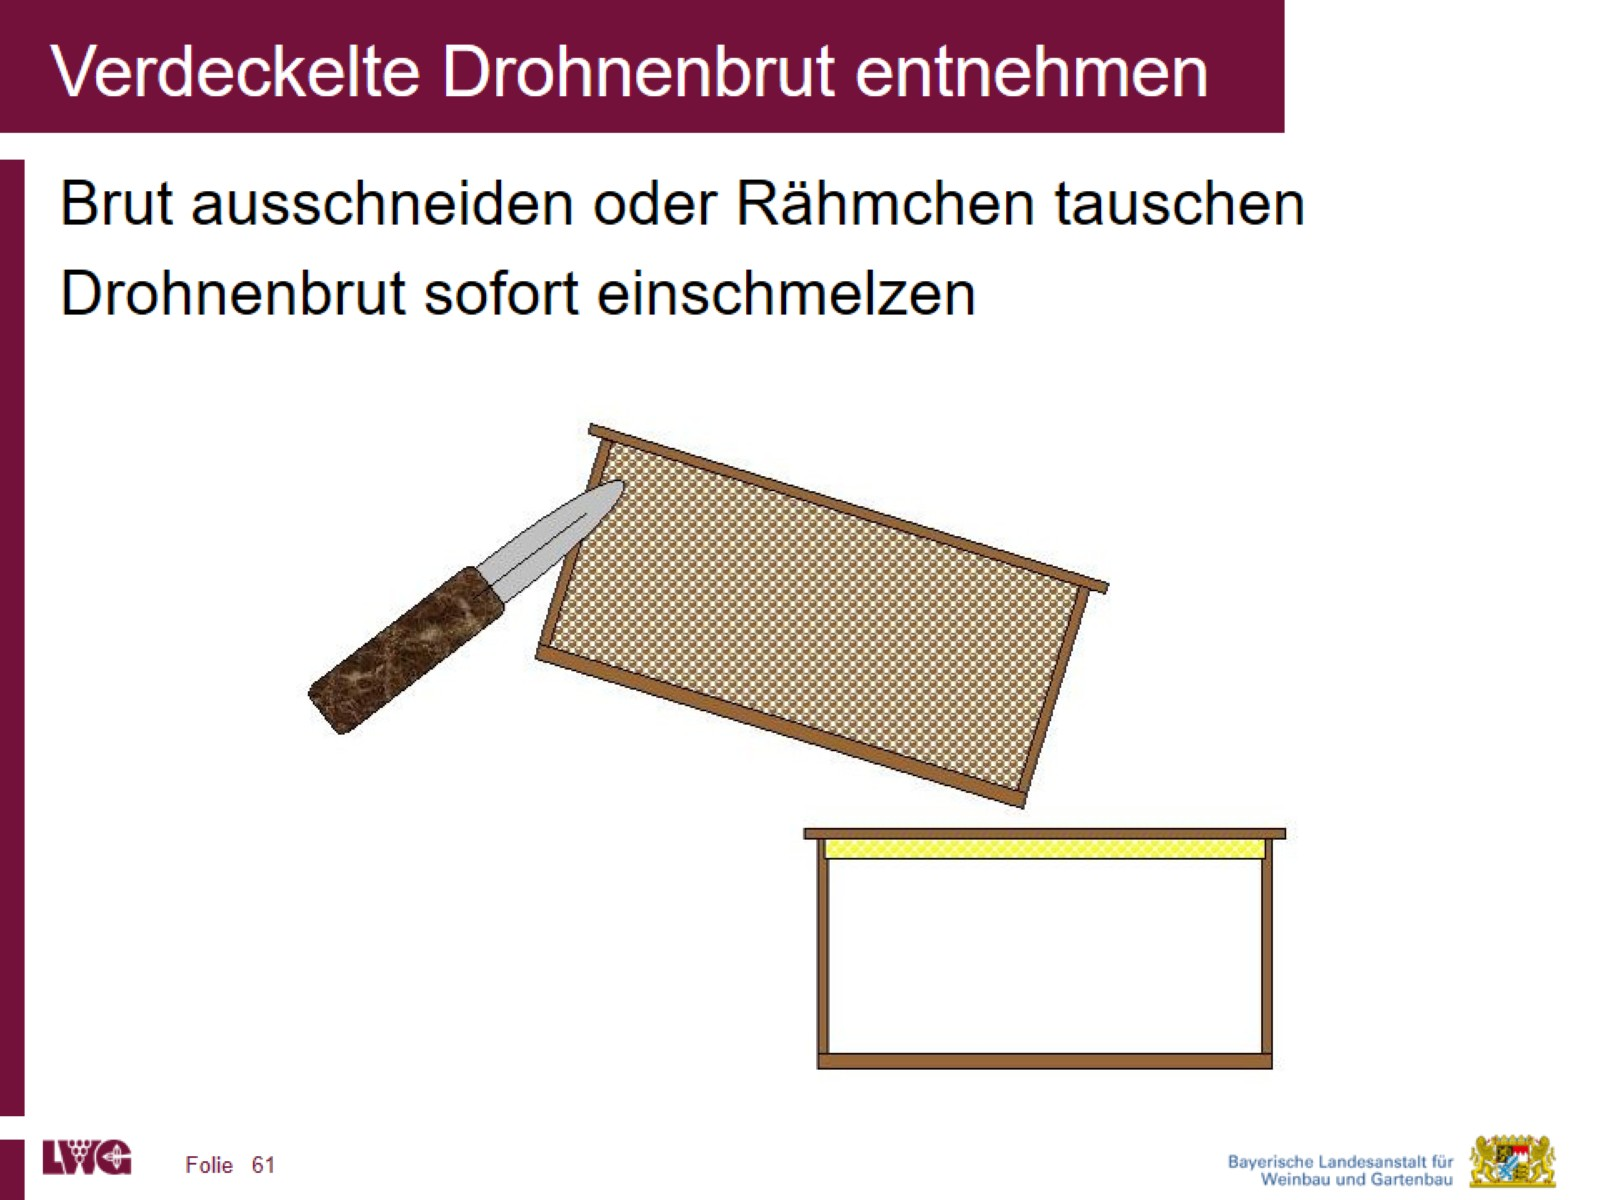 Verdeckelte Drohnenbrut entnehmen
Brut ausschneiden oder Rähmchen tauschen
Drohnenbrut sofort einschmelzen
LWG
Folie 61
Bayerische Landesanstalt für
Weinbau und Gartenbau